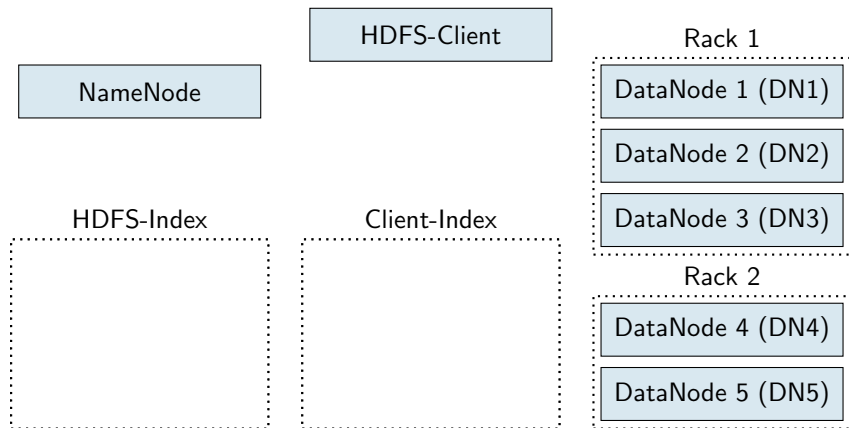 HDFS-Client
NameNode
Rack 1
DataNode 1 (DN1)
DataNode 2 (DN2)
DataNode 3 (DN3)
HDFS-Index
Client-Index
Rack 2
DataNode 4 (DN4)
DataNode 5 (DN5)